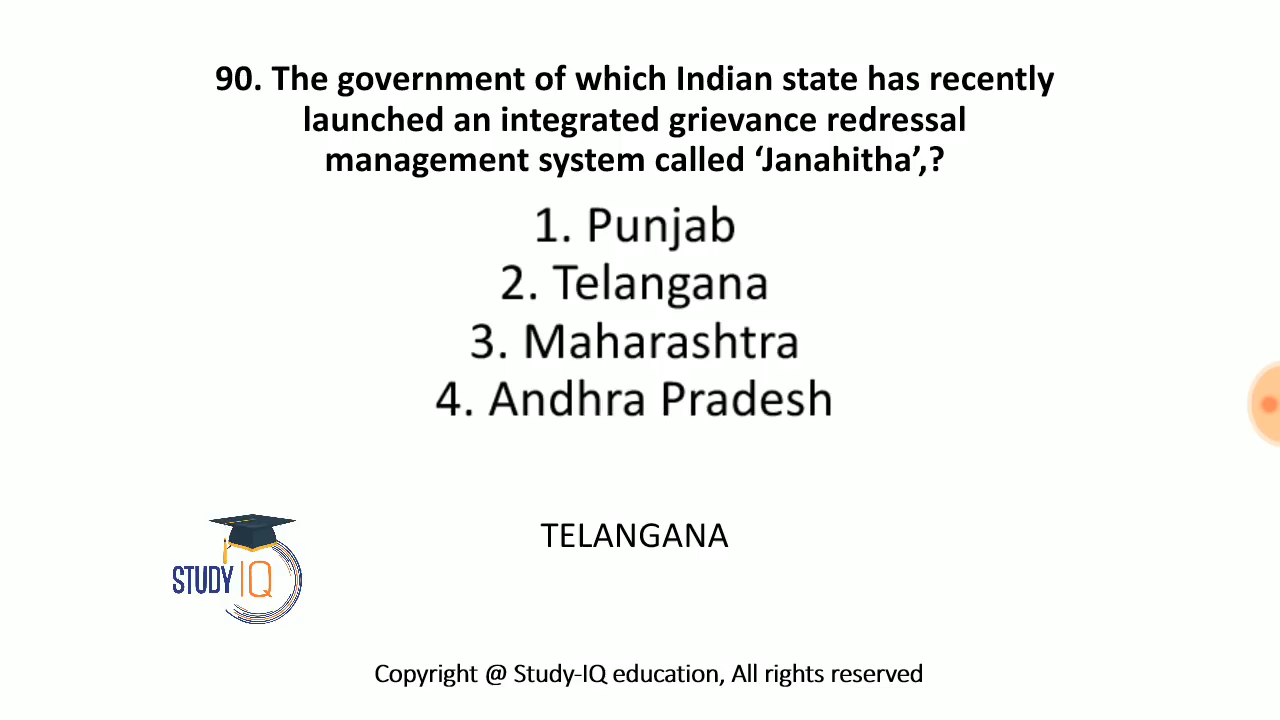 90. The government of which Indian state has recently
launched an integrated grievance redressal
management system called ‘Janahitha’,?
1. Punjab
2. Telangana
3. Maharashtra
4. Andhra Pradesh
TELANGANA
STUDY IQ
Copyright @ Study-IQ education, All rights reserved